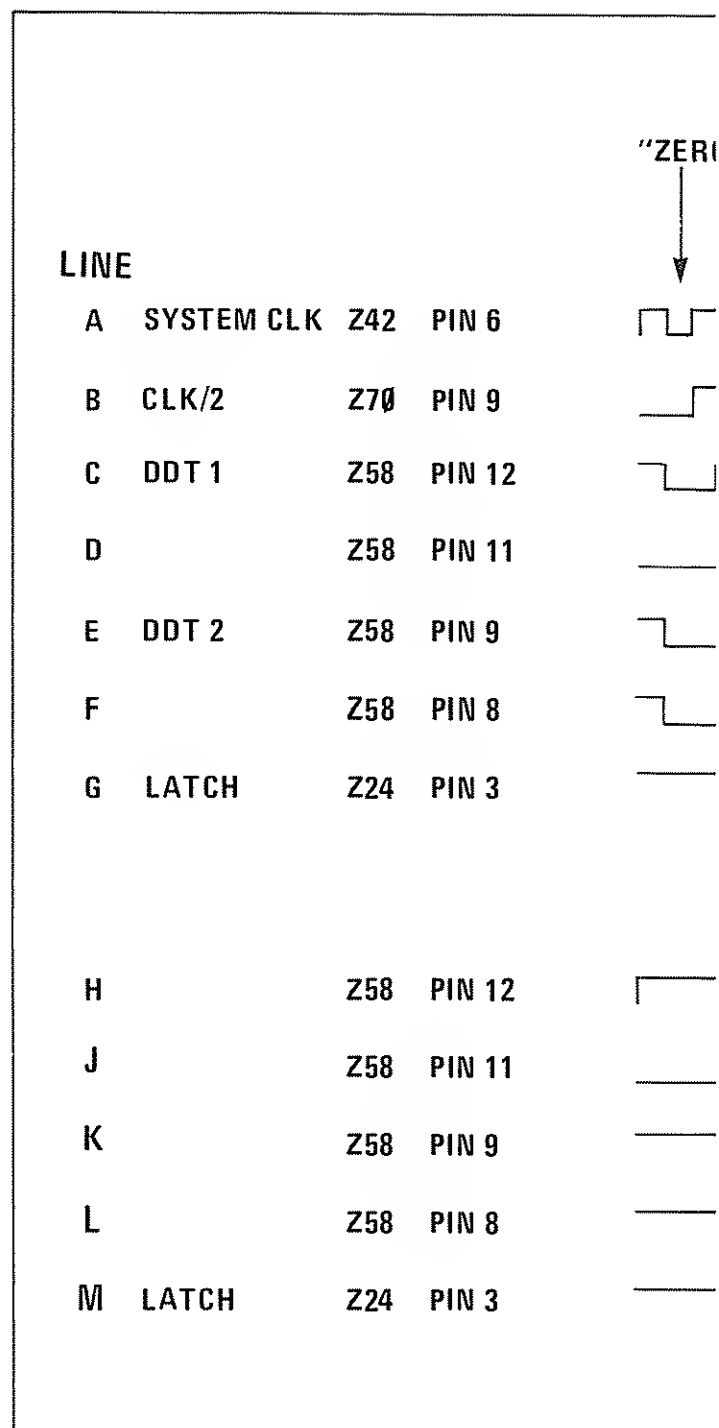 "ZER
LINE
A SYSTEM CLK Z42 PIN 6
B CLK/2 Z7Ø PIN 9
C DDT 1 Z58 PIN 12
D Z58 PIN 11
E DDT 2 Z58 PIN 9
F Z58 PIN 8
G LATCH Z24 PIN 3
H Z58 PIN 12
J Z58 PIN 11
K Z58 PIN 9
L Z58 PIN 8
M LATCH Z24 PIN 3